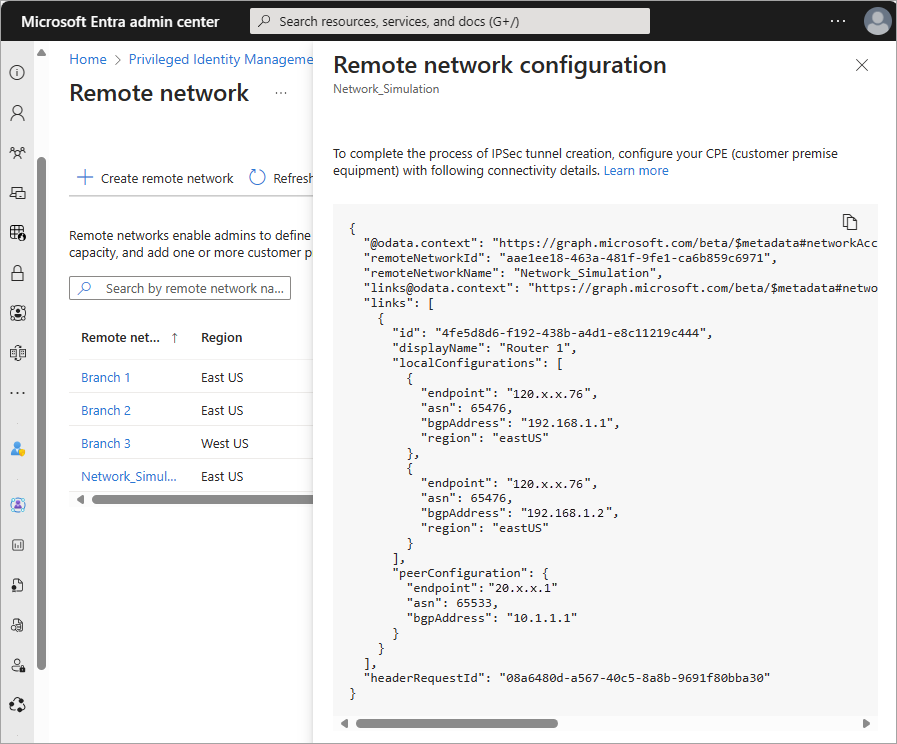 Microsoft Entra admin center
Search resources, services, and docs (G+/)
Home > Privileged Identity Manageme
Remote network ...
Create remote network Refresh
Remote networks enable admins to define
capacity, and add one or more customer p
Search by remote network na...
Remote net... ↑ Region
Branch 1 East US
Branch 2 East US
Branch 3 West US
Network_Simul... East US
Remote network configuration
Network_Simulation
To complete the process of IPSec tunnel creation, configure your CPE (customer premise
equipment) with following connectivity details. Learn more
{
"@odata.context": "https://graph.microsoft.com/beta/$metadata#networkAcc
"remoteNetworkId": "aae1ee18-463a-481f-9fe1-ca6b859c6971",
"remoteNetworkName": "Network_Simulation",
"links@odata.context": "https://graph.microsoft.com/beta/$metadata#netwo
"links": [
{
"id": "4fe5d8d6-f192-438b-a4d1-e8c11219c444",
"displayName": "Router 1",
"localConfigurations": [
{
"endpoint": "120.x.x.76",
"asn": 65476,
"bgpAddress": "192.168.1.1",
"region": "eastUS"
},
{
"endpoint": "120.x.x.76",
"asn": 65476,
"bgpAddress": "192.168.1.2",
"region": "eastUS"
}
],
"peerConfiguration": {
"endpoint":"20.x.x.1"
"asn": 65533,
"bgpAddress": "10.1.1.1"
}
}
],
"headerRequestId": "08a6480d-a567-40c5-8a8b-9691f80bba30"
}